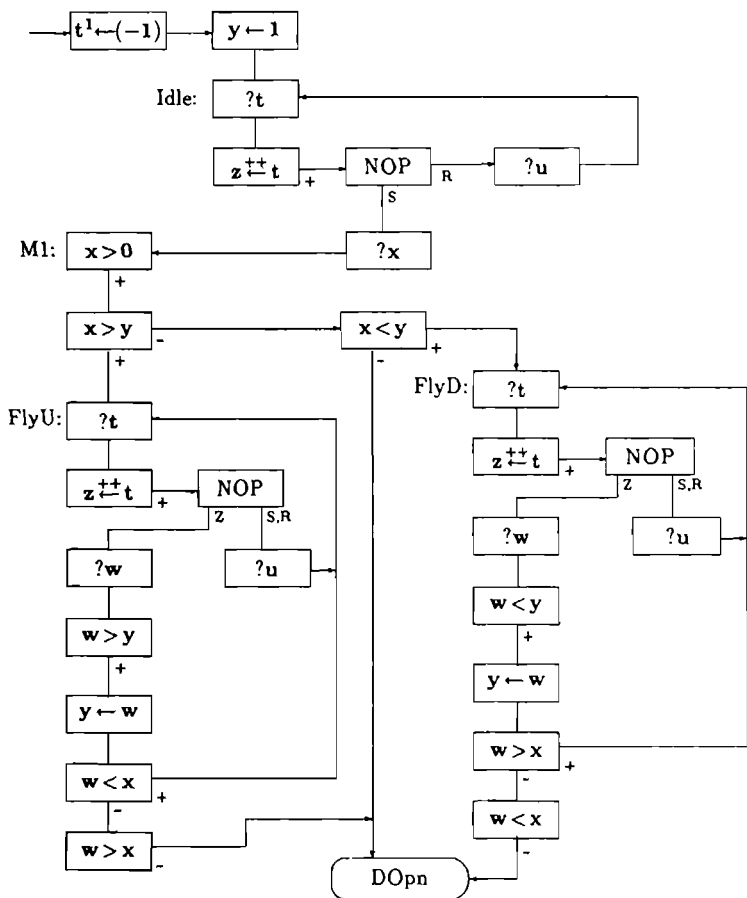 t¹←(−1) y←1
Idle: ?t
z ←++ t + NOP R ?u
S
M1: x>0 ?x
+
x>y - x<y +
+ -
FlyD: ?t
FlyU: ?t
z ←++ t + NOP
z ←++ t + NOP
Z S,R
Z S,R
?w ?u
?w ?u
w<y
w>y
+
+
y←w
y←w
w>x +
w<x +
-
-
w<x
w>x -
-
DOpn